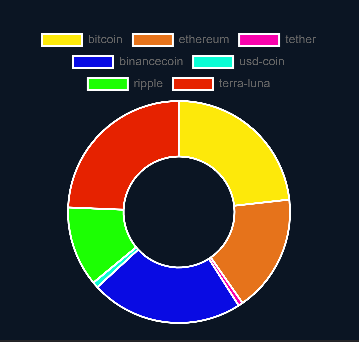 bitcoin ethereum tether
binancecoin usd-coin
ripple terra-luna